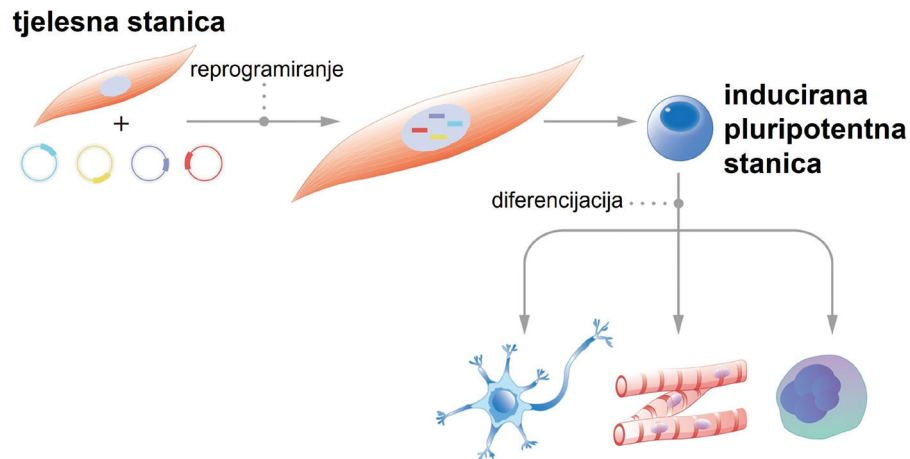 tjelesna stanica
reprogramiranje
+
inducirana
pluripotentna
stanica
diferencijacija